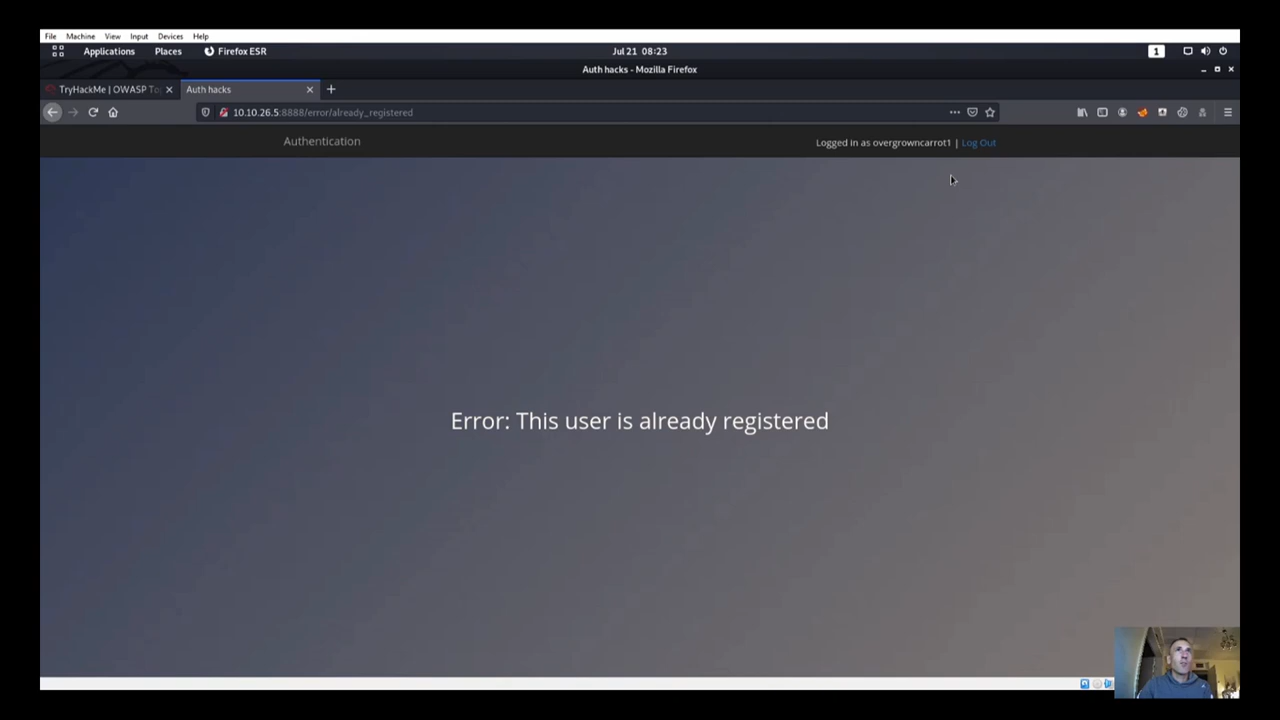 File Machine View Input Devices Help
Applications Places Firefox ESR Jul 21 08:23 1
Auth hacks - Mozilla Firefox
TryHackMe | OWASP To Auth hacks
10.10.26.5:8888/error/already_registered
Authentication Logged in as overgrowncarrot1 | Log Out
Error: This user is already registered